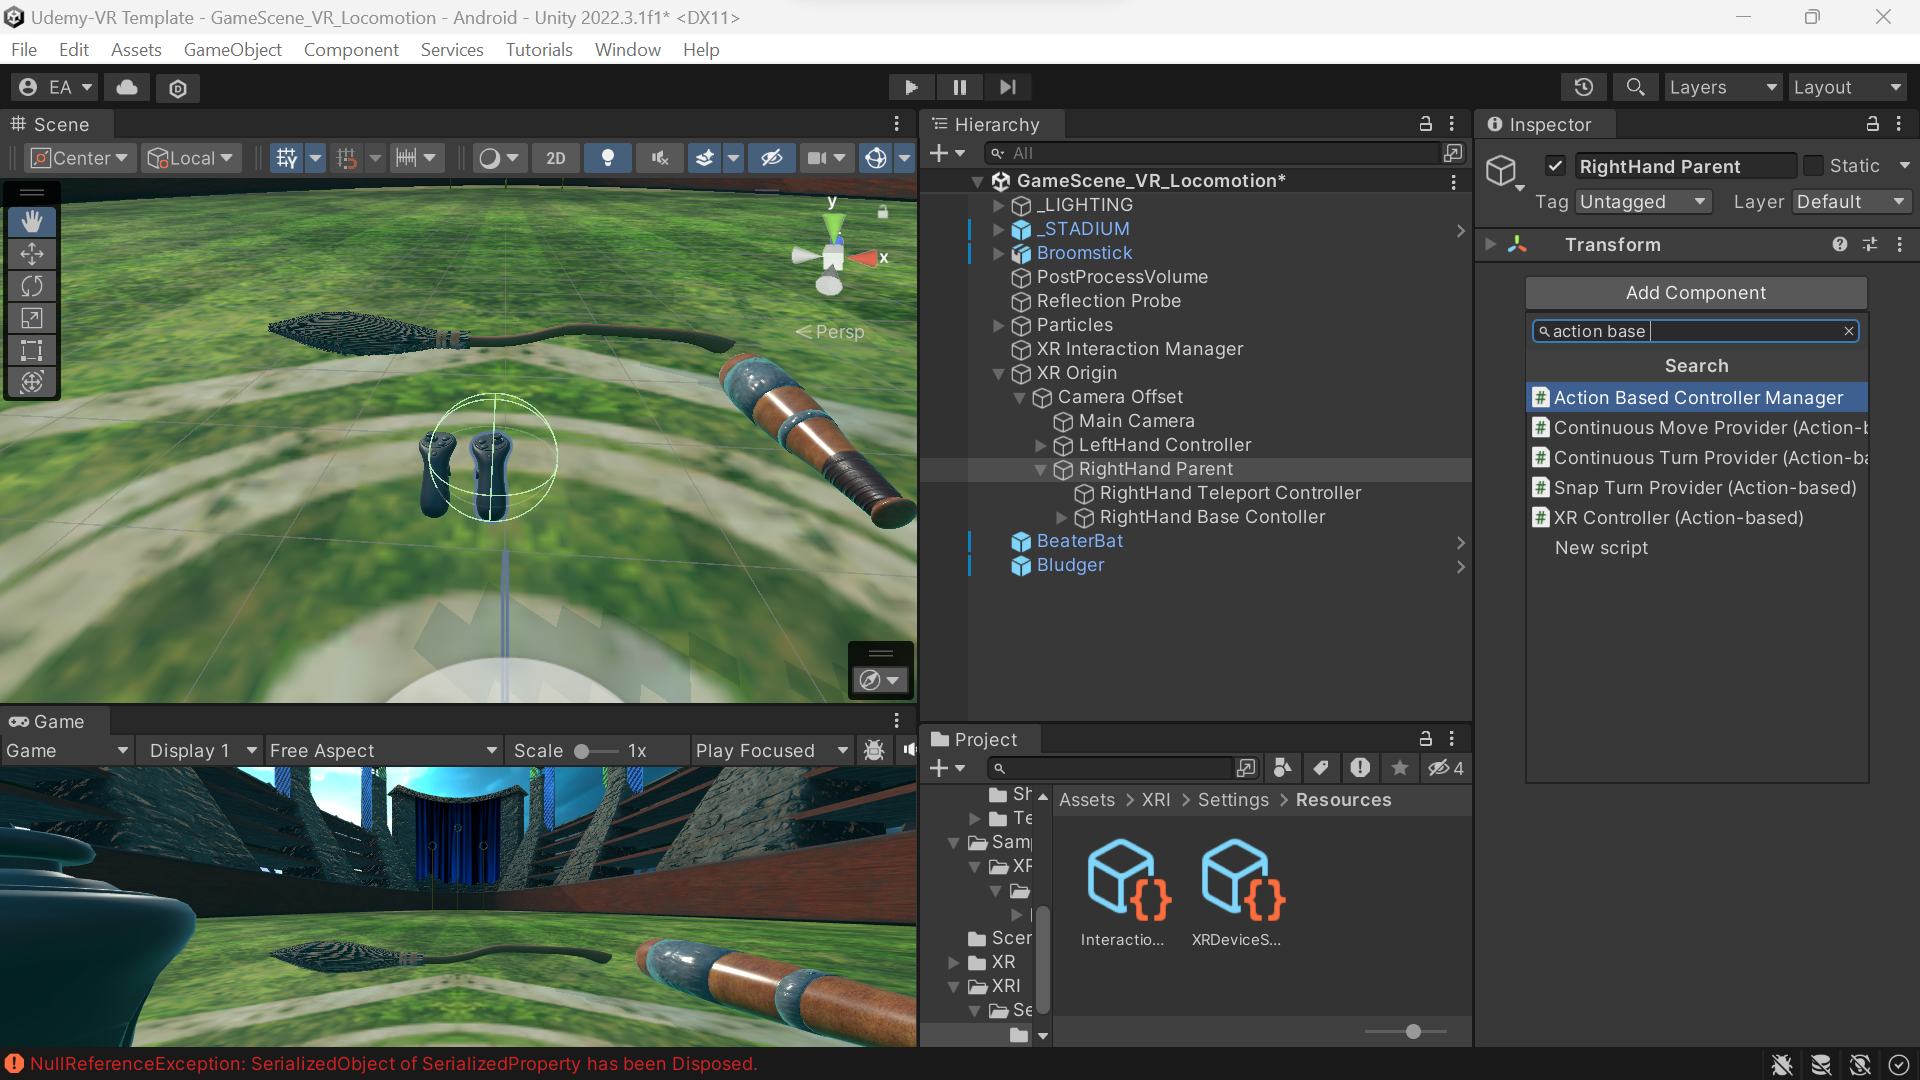 Udemy-VR Template - GameScene_VR_Locomotion - Android - Unity 2022.3.1f1* <DX11>
File Edit Assets GameObject Component Services Tutorials Window Help
EA
Layers
Layout
Scene
Center
Local
2D
y
x
Persp
Hierarchy
All
GameScene_VR_Locomotion*
_LIGHTING
_STADIUM
Broomstick
PostProcessVolume
Reflection Probe
Particles
XR Interaction Manager
XR Origin
Camera Offset
Main Camera
LeftHand Controller
RightHand Parent
RightHand Teleport Controller
RightHand Base Contoller
BeaterBat
Bludger
Inspector
RightHand Parent
Static
Tag Untagged Layer Default
Transform
Add Component
action base
Search
Action Based Controller Manager
Continuous Move Provider (Action-b
Continuous Turn Provider (Action-ba
Snap Turn Provider (Action-based)
XR Controller (Action-based)
New script
Game
Game Display 1 Free Aspect Scale 1x Play Focused
Project
4
Sh
Te
Sam
XR
Scer
XR
XRI
Se
Assets > XRI > Settings > Resources
Interactio... XRDeviceS...
NullReferenceException: SerializedObject of SerializedProperty has been Disposed.